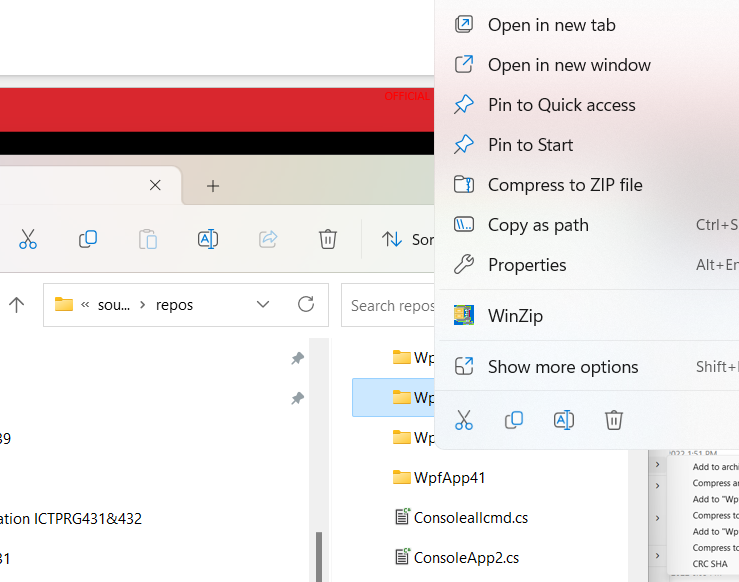 Open in new tab
Open in new window
OFFICIAL
Pin to Quick access
Pin to Start
Compress to ZIP file
Copy as path Ctrl+S
Properties Alt+En
Sor
« sou... > repos
Search repos
WinZip
Show more options Shift+
Wp
Wp
Wp
WpfApp41
Consoleallcmd.cs
ConsoleApp2.cs
39
ation ICTPRG431&432
31
2022 1:51 PM
Add to archi
Compress an
Add to "Wp
Compress to
Add to "Wp
Compress to
CRC SHA